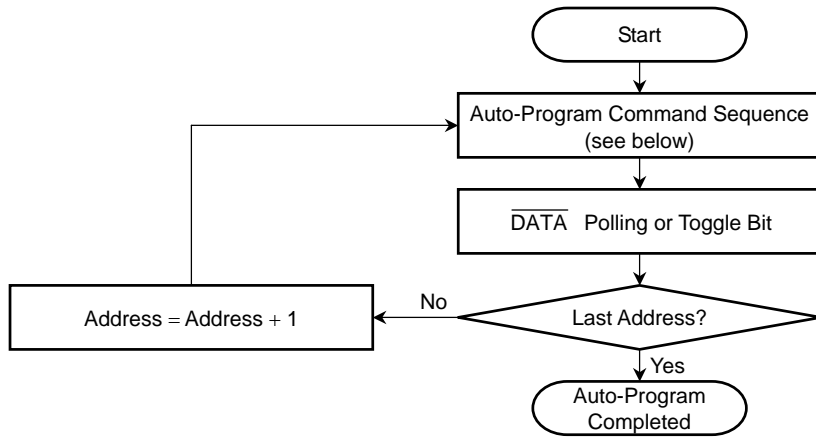 Start
Auto-Program Command Sequence
(see below)
D̅A̅T̅A̅ Polling or Toggle Bit
Last Address?
No
Address = Address + 1
Yes
Auto-Program
Completed